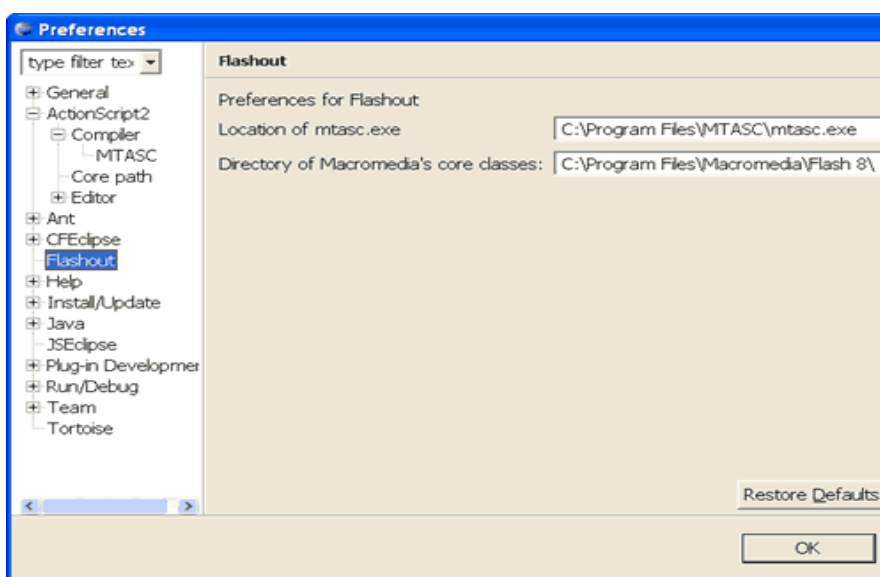 Preferences
type filter tex
General
ActionScript2
Compiler
MTASC
Core path
Editor
Ant
CFEclipse
Flashout
Help
Install/Update
Java
JSEclipse
Plug-in Developmer
Run/Debug
Team
Tortoise
Flashout
Preferences for Flashout
Location of mtasc.exe C:\Program Files\MTASC\mtasc.exe
Directory of Macromedia's core classes: C:\Program Files\Macromedia\Flash 8\
Restore Defaults
OK